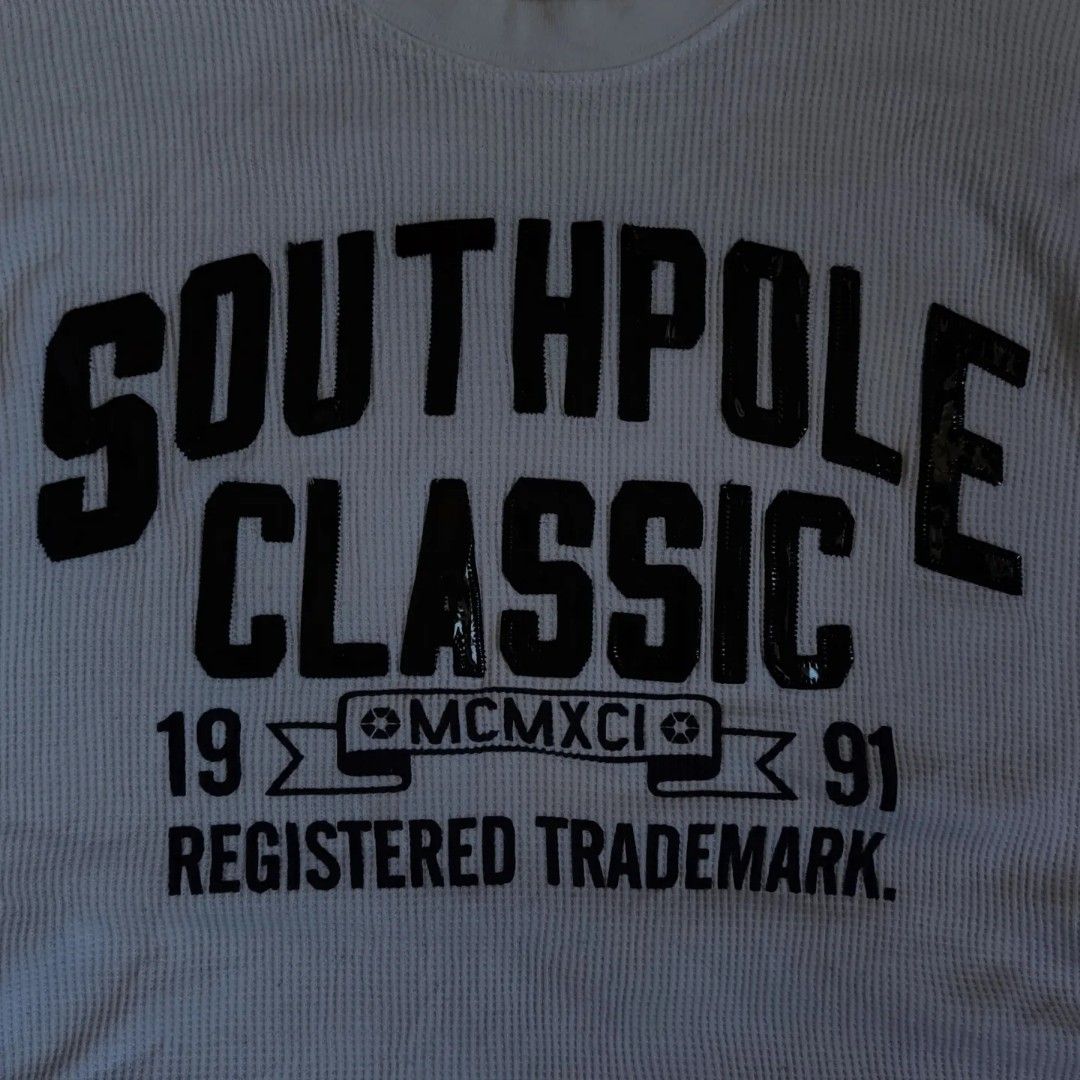 SOUTHPOLE
CLASSIC
19 MCMXCI 91
REGISTERED TRADEMARK.